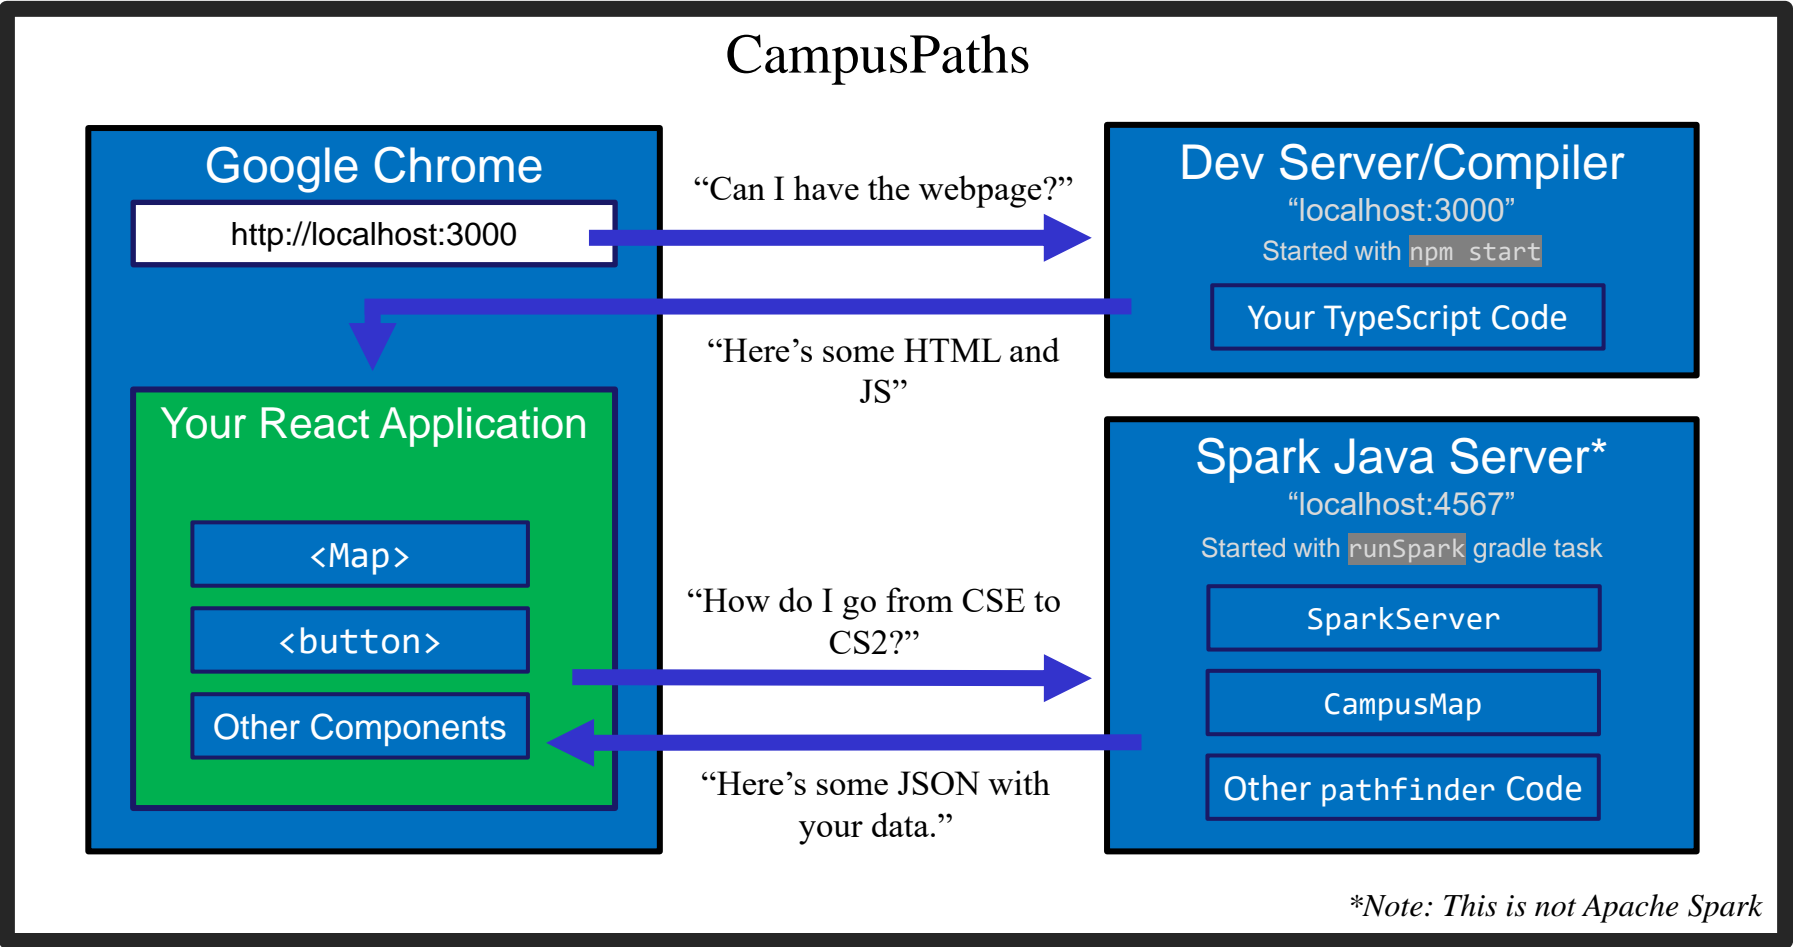 CampusPaths
Google Chrome
http://localhost:3000
“Can I have the webpage?”
“Here’s some HTML and
JS”
Dev Server/Compiler
“localhost:3000”
Started with npm start
Your TypeScript Code
Your React Application
<Map>
<button>
Other Components
“How do I go from CSE to
CS2?”
“Here’s some JSON with
your data.”
Spark Java Server*
“localhost:4567”
Started with runSpark gradle task
SparkServer
CampusMap
Other pathfinder Code
*Note: This is not Apache Spark